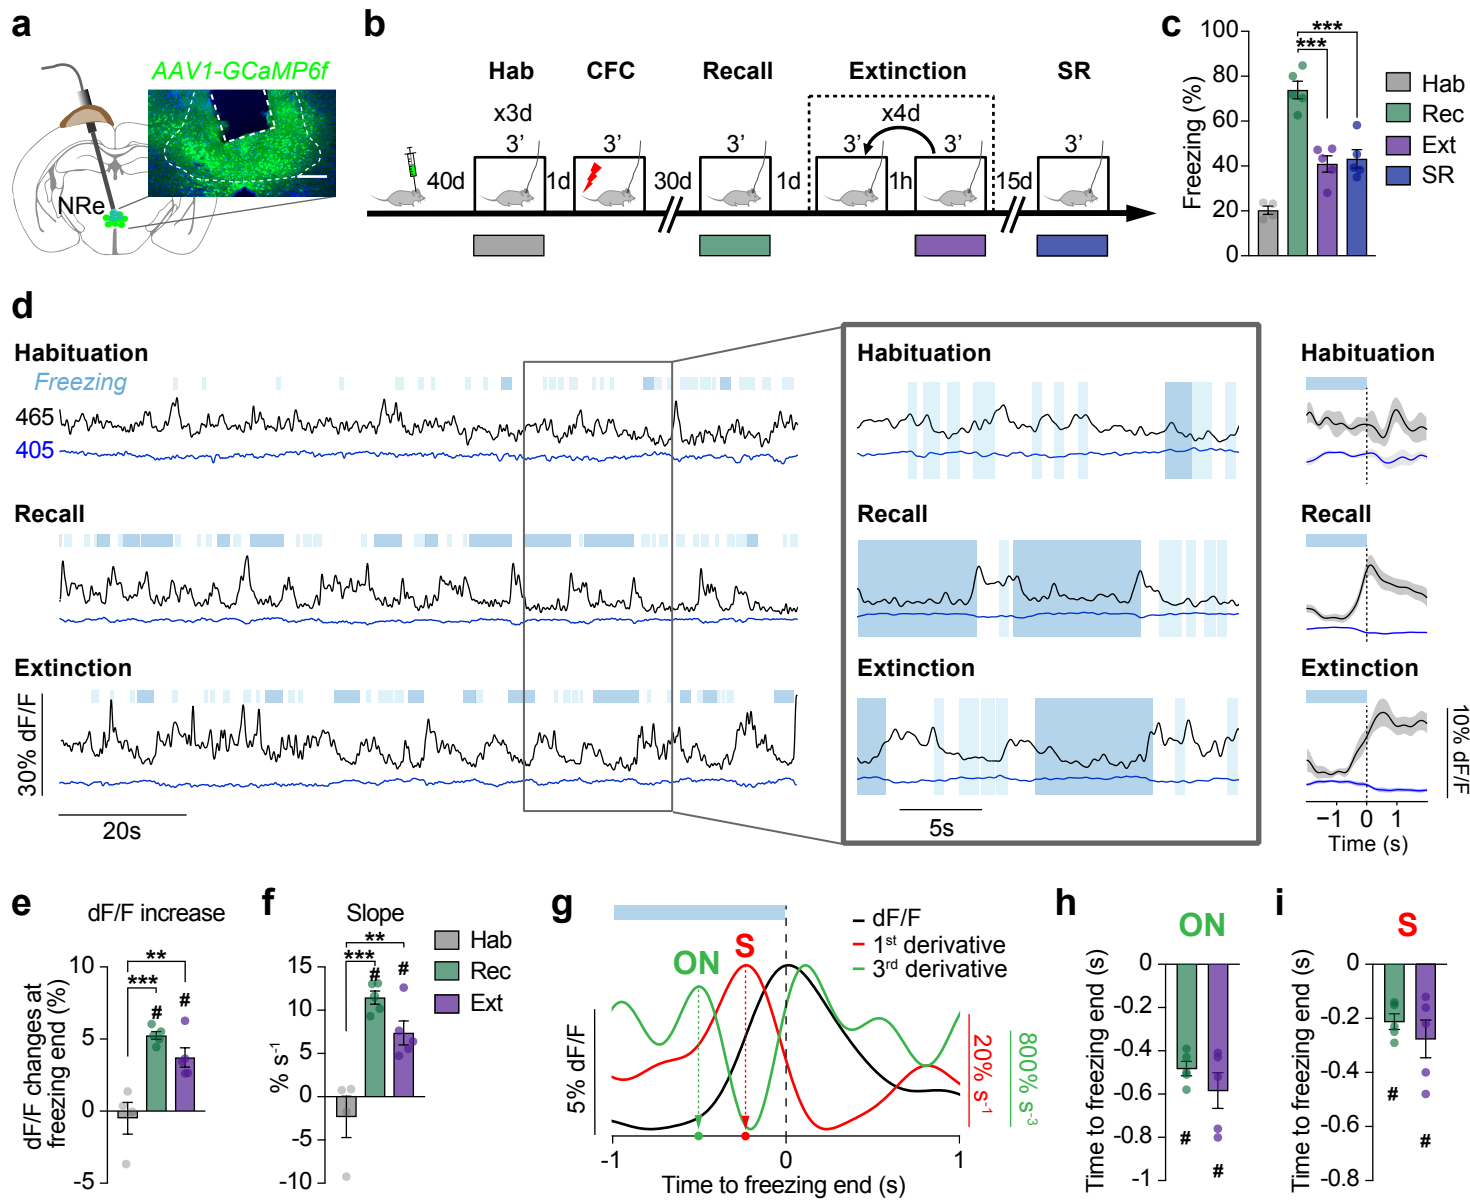 a
AAV1-GCaMP6f
NRe
b
Hab CFC Recall Extinction SR
x3d x4d
3' 3' 3' 3' 3' 3'
40d 1d 30d 1d 1h 15d
c
Freezing (%)
100
80
60
40
20
0
*** ***
Hab
Rec
Ext
SR
d
Habituation
Freezing
465
405
Recall
Extinction
30% dF/F
20s
Habituation
Recall
Extinction
5s
Habituation
Recall
Extinction
10% dF/F
−1 0 1
Time (s)
e
dF/F increase
dF/F changes at
freezing end (%)
10
5
0
-5
**
***
# #
f
Slope
% s-1
15
10
5
0
-5
-10
**
***
# #
Hab
Rec
Ext
g
ON S
dF/F
1st derivative
3rd derivative
5% dF/F
20% s-1
800% s-3
-1 0 1
Time to freezing end (s)
h
ON
Time to freezing end (s)
0
-0.2
-0.4
-0.6
-0.8
-1
# #
i
S
Time to freezing end (s)
0
-0.2
-0.4
-0.6
-0.8
# #